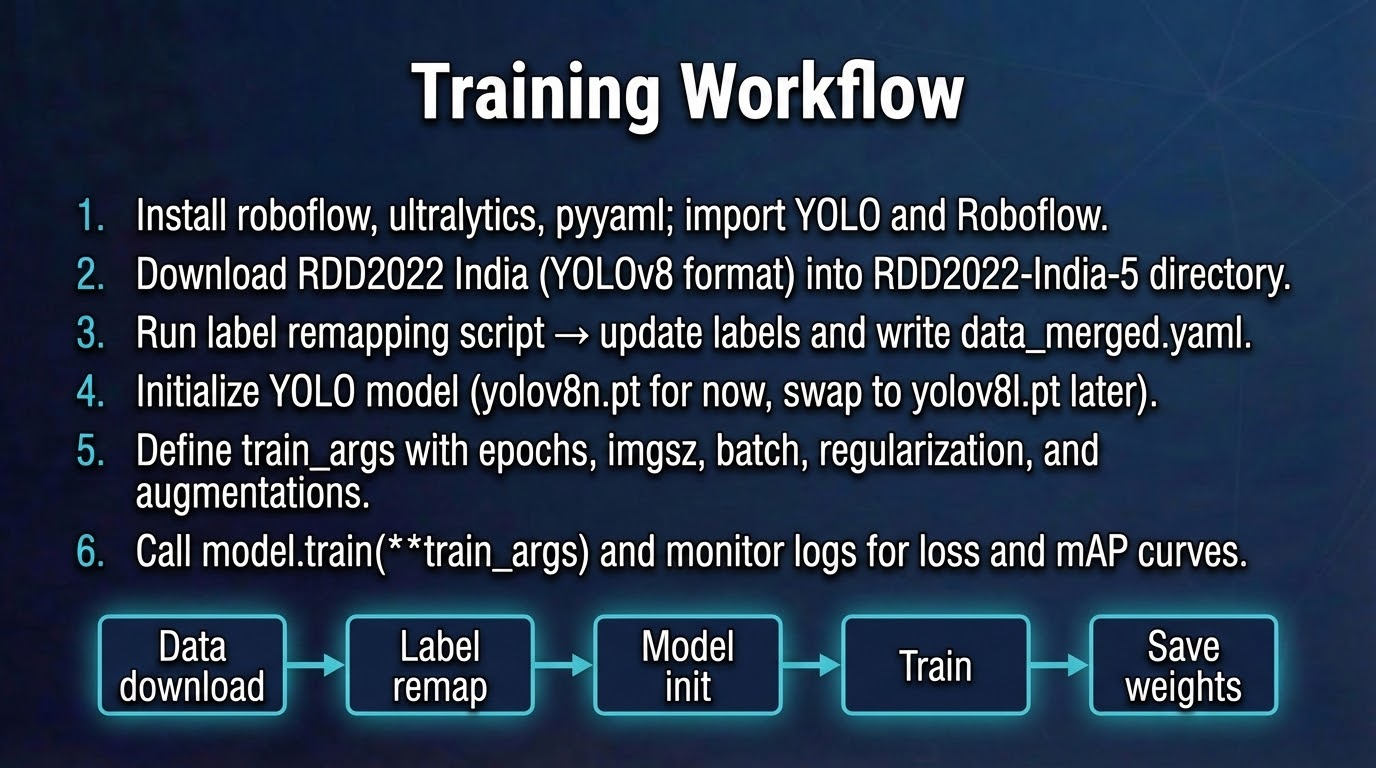 Training Workflow
1. Install roboflow, ultralytics, pyyaml; import YOLO and Roboflow.
2. Download RDD2022 India (YOLOv8 format) into RDD2022-India-5 directory.
3. Run label remapping script → update labels and write data_merged.yaml.
4. Initialize YOLO model (yolov8n.pt for now, swap to yolov8l.pt later).
5. Define train_args with epochs, imgsz, batch, regularization, and
augmentations.
6. Call model.train(**train_args) and monitor logs for loss and mAP curves.
Data
download
Label
remap
Model
init
Train
Save
weights